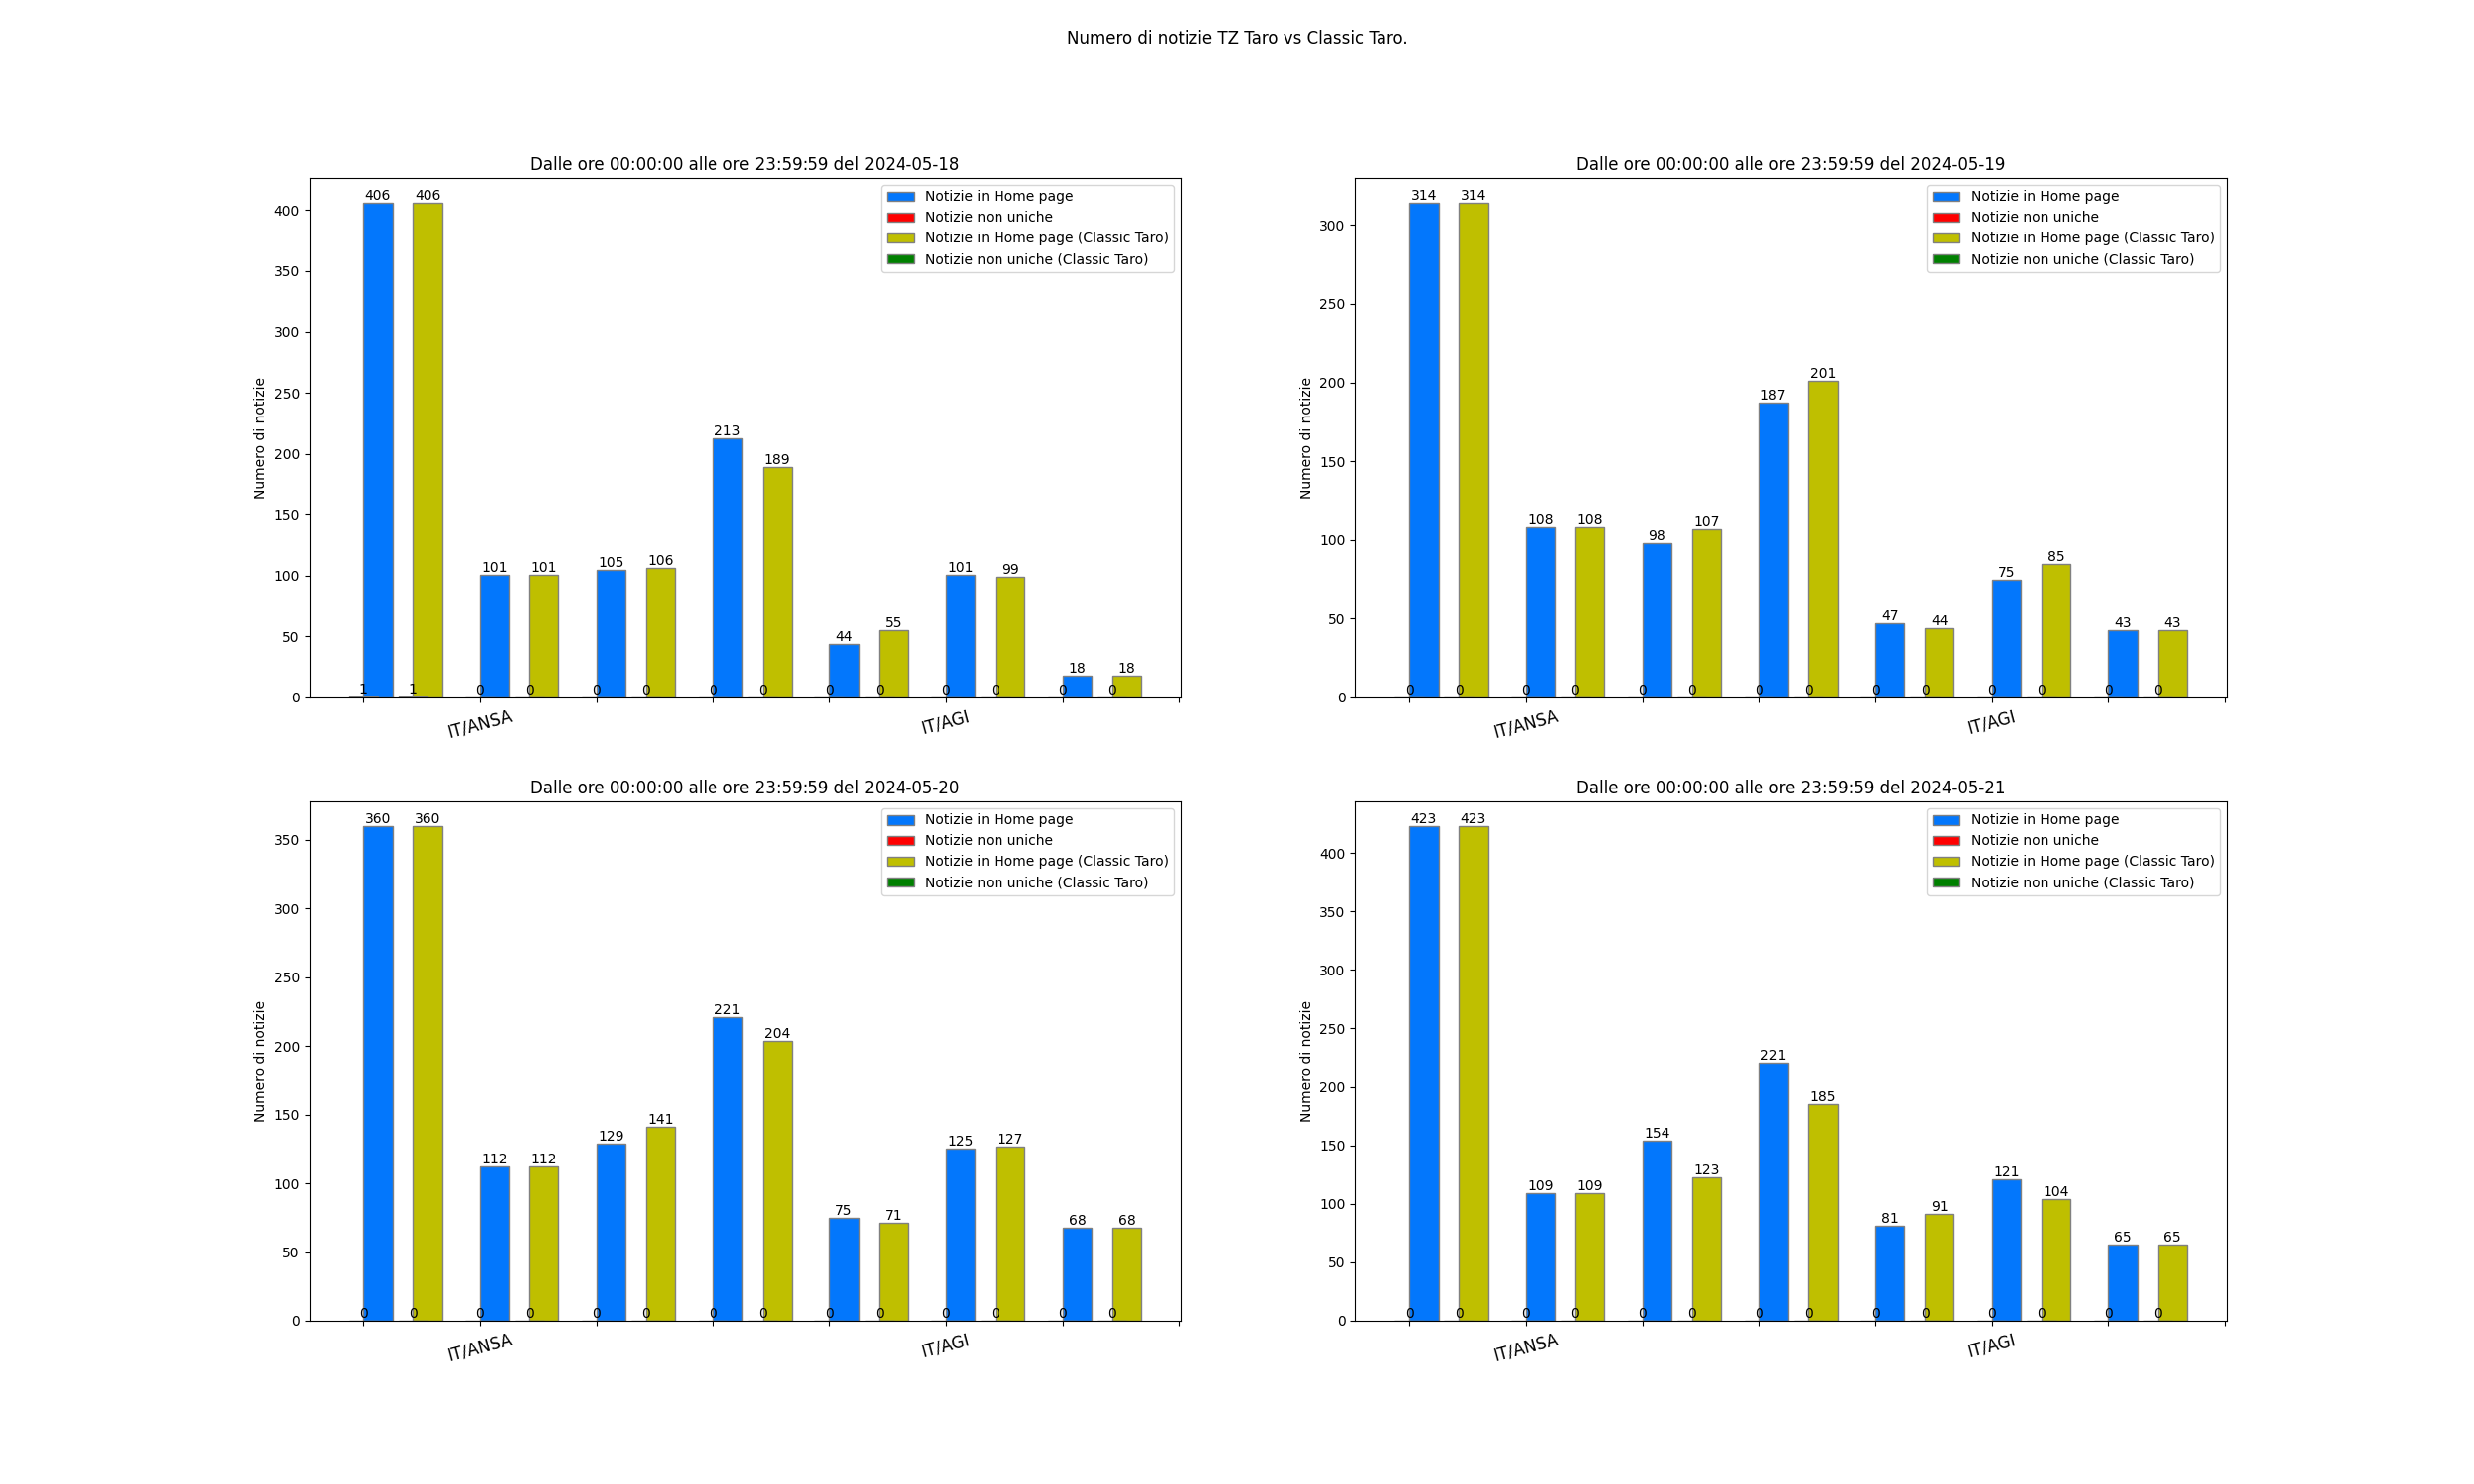 Numero di notizie TZ Taro vs Classic Taro.
Dalle ore 00:00:00 alle ore 23:59:59 del 2024-05-18
Numero di notizie
400
350
300
250
200
150
100
50
0
406 406
101 101
105 106
213 189
44 55
101 99
18 18
1 1 0 0 0 0 0 0 0 0 0 0 0 0
IT/ANSA IT/AGI
Notizie in Home page
Notizie non uniche
Notizie in Home page (Classic Taro)
Notizie non uniche (Classic Taro)
Dalle ore 00:00:00 alle ore 23:59:59 del 2024-05-19
Numero di notizie
300
250
200
150
100
50
0
314 314
108 108
98 107
187 201
47 44
75 85
43 43
0 0 0 0 0 0 0 0 0 0 0 0 0 0
IT/ANSA IT/AGI
Notizie in Home page
Notizie non uniche
Notizie in Home page (Classic Taro)
Notizie non uniche (Classic Taro)
Dalle ore 00:00:00 alle ore 23:59:59 del 2024-05-20
Numero di notizie
350
300
250
200
150
100
50
0
360 360
112 112
129 141
221 204
75 71
125 127
68 68
0 0 0 0 0 0 0 0 0 0 0 0 0 0
IT/ANSA IT/AGI
Notizie in Home page
Notizie non uniche
Notizie in Home page (Classic Taro)
Notizie non uniche (Classic Taro)
Dalle ore 00:00:00 alle ore 23:59:59 del 2024-05-21
Numero di notizie
400
350
300
250
200
150
100
50
0
423 423
109 109
154 123
221 185
81 91
121 104
65 65
0 0 0 0 0 0 0 0 0 0 0 0 0 0
IT/ANSA IT/AGI
Notizie in Home page
Notizie non uniche
Notizie in Home page (Classic Taro)
Notizie non uniche (Classic Taro)